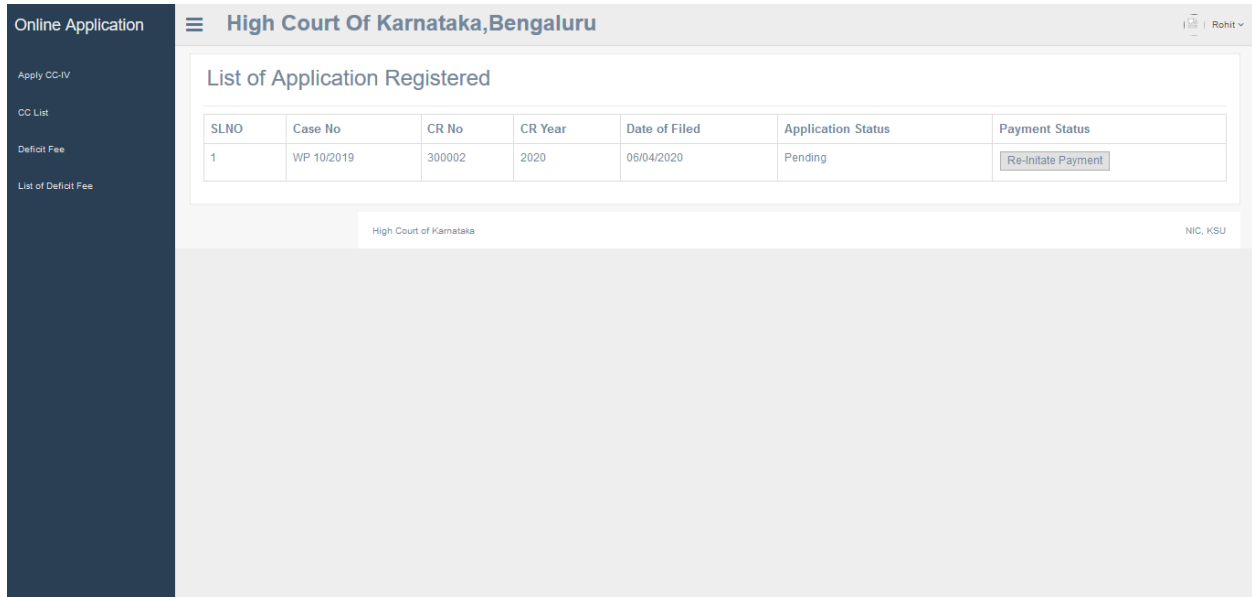 Online Application
High Court Of Karnataka,Bengaluru
Rohit
Apply CC-IV
CC List
Deficit Fee
List of Deficit Fee
List of Application Registered
SLNO Case No CR No CR Year Date of Filed Application Status Payment Status
1 WP 10/2019 300002 2020 06/04/2020 Pending Re-Initate Payment
High Court of Karnataka NIC, KSU